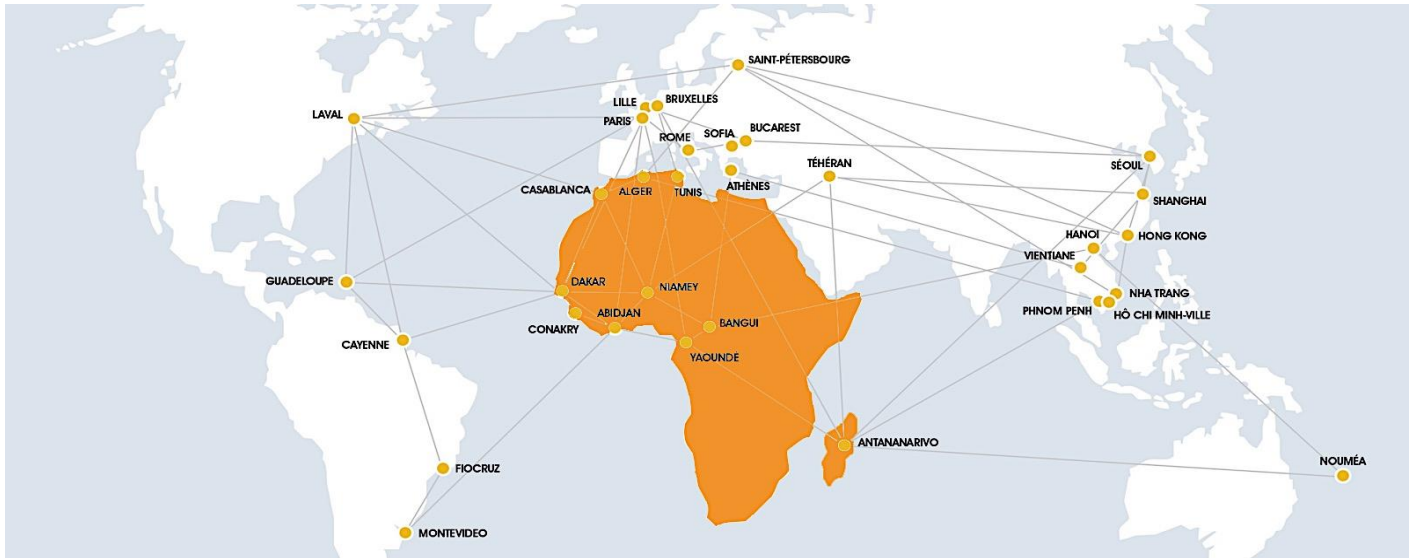 SAINT-PÉTERSBOURG
LAVAL
LILLE
BRUXELLES
PARIS
ROME
SOFIA
BUCAREST
SÉOUL
TÉHÉRAN
CASABLANCA
ALGER
TUNIS
ATHÈNES
SHANGHAI
HANOI
HONG KONG
VIENTIANE
GUADELOUPE
DAKAR
NIAMEY
NHA TRANG
PHNOM PENH
HÔ CHI MINH-VILLE
CONAKRY
ABIDJAN
BANGUI
CAYENNE
YAOUNDÉ
ANTANANARIVO
FIOCRUZ
NOUMÉA
MONTEVIDEO